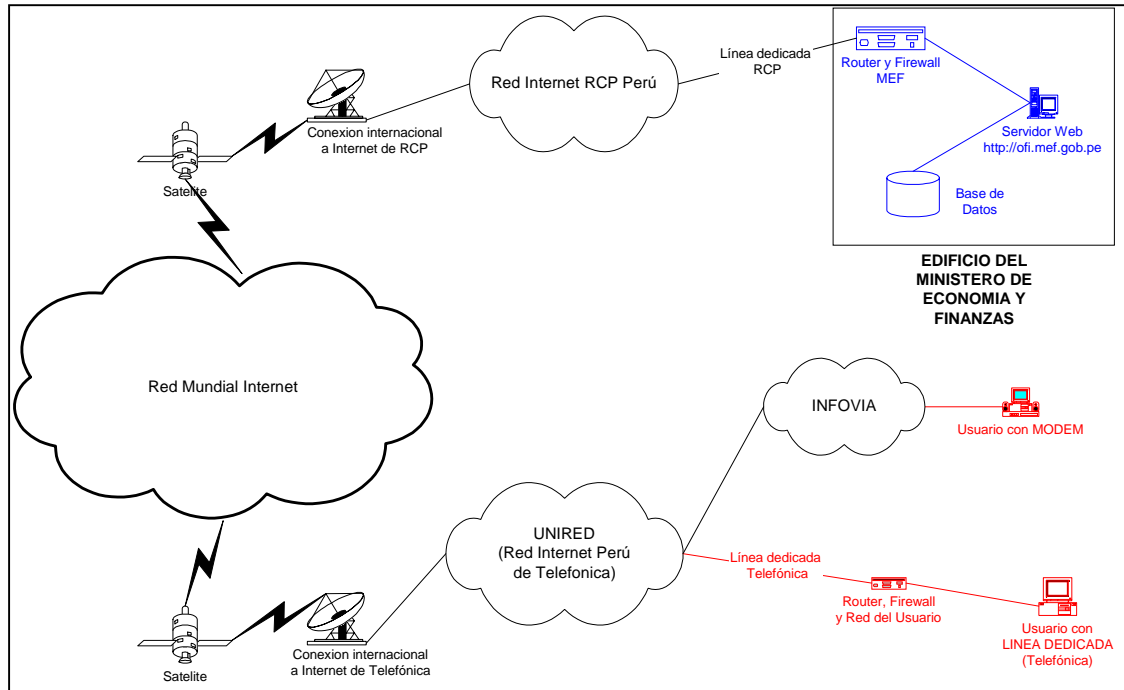 Red Internet RCP Perú
Línea dedicada
RCP
Router y Firewall
MEF
Conexion internacional
a Internet de RCP
Servidor Web
http://ofi.mef.gob.pe
Satelite
Base de
Datos
EDIFICIO DEL
MINISTERO DE
ECONOMIA Y
FINANZAS
Red Mundial Internet
INFOVIA
Usuario con MODEM
UNIRED
(Red Internet Perú
de Telefonica)
Línea dedicada
Telefónica
Router, Firewall
y Red del Usuario
Usuario con
LINEA DEDICADA
(Telefónica)
Conexion internacional
a Internet de Telefónica
Satelite